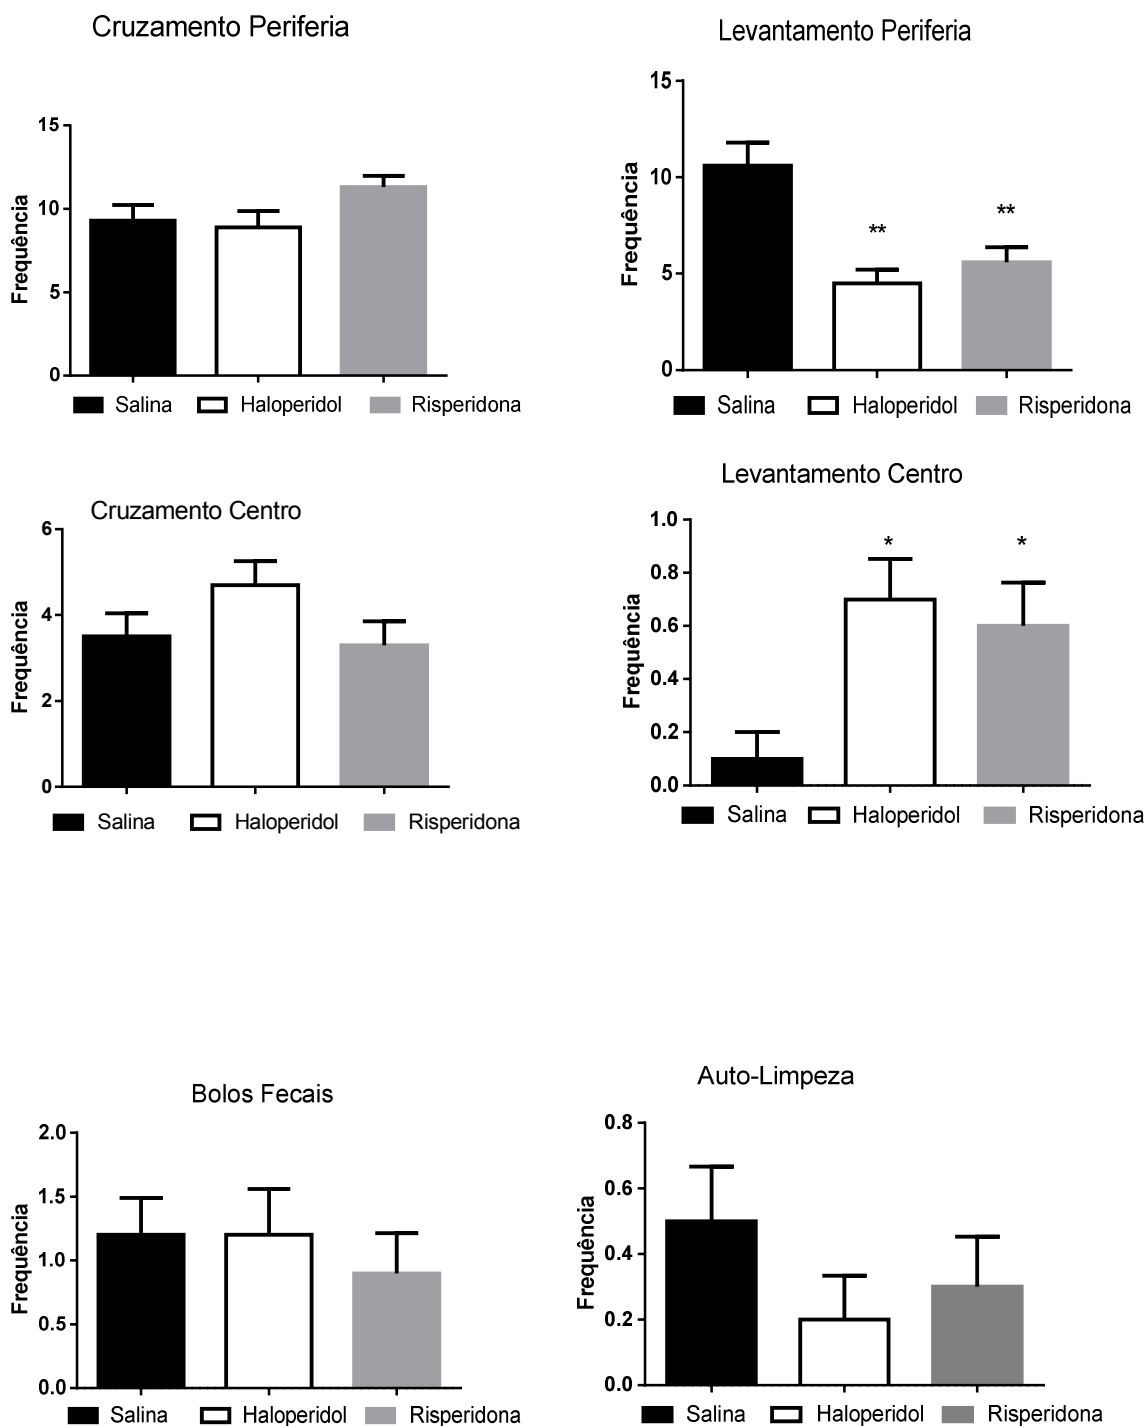 Cruzamento Periferia
15
10
5
0
Frequência
Salina Haloperidol Risperidona
Levantamento Periferia
15
10
5
0
Frequência
** **
Salina Haloperidol Risperidona
Cruzamento Centro
6
4
2
0
Frequência
Salina Haloperidol Risperidona
Levantamento Centro
1.0
0.8
0.6
0.4
0.2
0.0
Frequência
* *
Salina Haloperidol Risperidona
Bolos Fecais
2.0
1.5
1.0
0.5
0.0
Frequência
Salina Haloperidol Risperidona
Auto-Limpeza
0.8
0.6
0.4
0.2
0.0
Frequência
Salina Haloperidol Risperidona